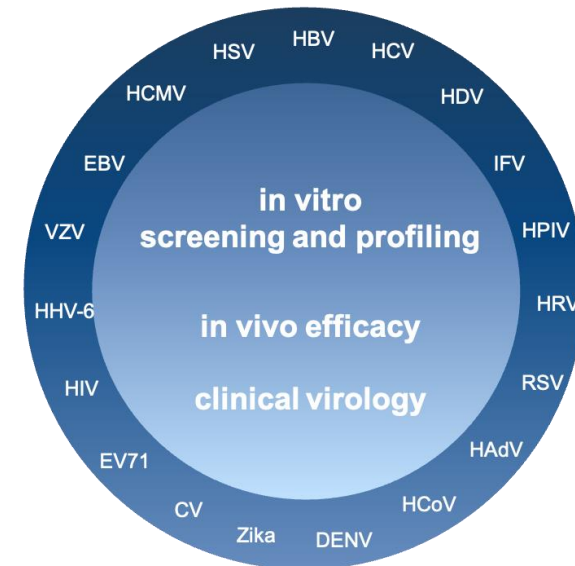 HBV
HCV
HDV
IFV
HPIV
HRV
RSV
HAdV
HCoV
DENV
Zika
CV
EV71
HIV
HHV-6
VZV
EBV
HCMV
HSV
in vitro
screening and profiling
in vivo efficacy
clinical virology